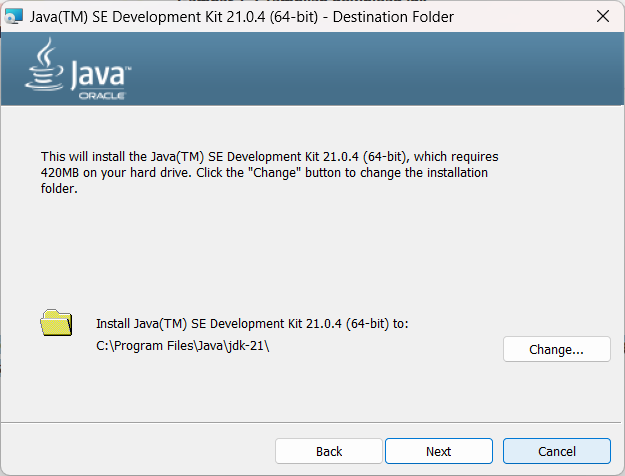 Java(TM) SE Development Kit 21.0.4 (64-bit) - Destination Folder
Java™
ORACLE
This will install the Java(TM) SE Development Kit 21.0.4 (64-bit), which requires
420MB on your hard drive. Click the "Change" button to change the installation
folder.
Install Java(TM) SE Development Kit 21.0.4 (64-bit) to:
C:\Program Files\Java\jdk-21\
Change...
Back
Next
Cancel